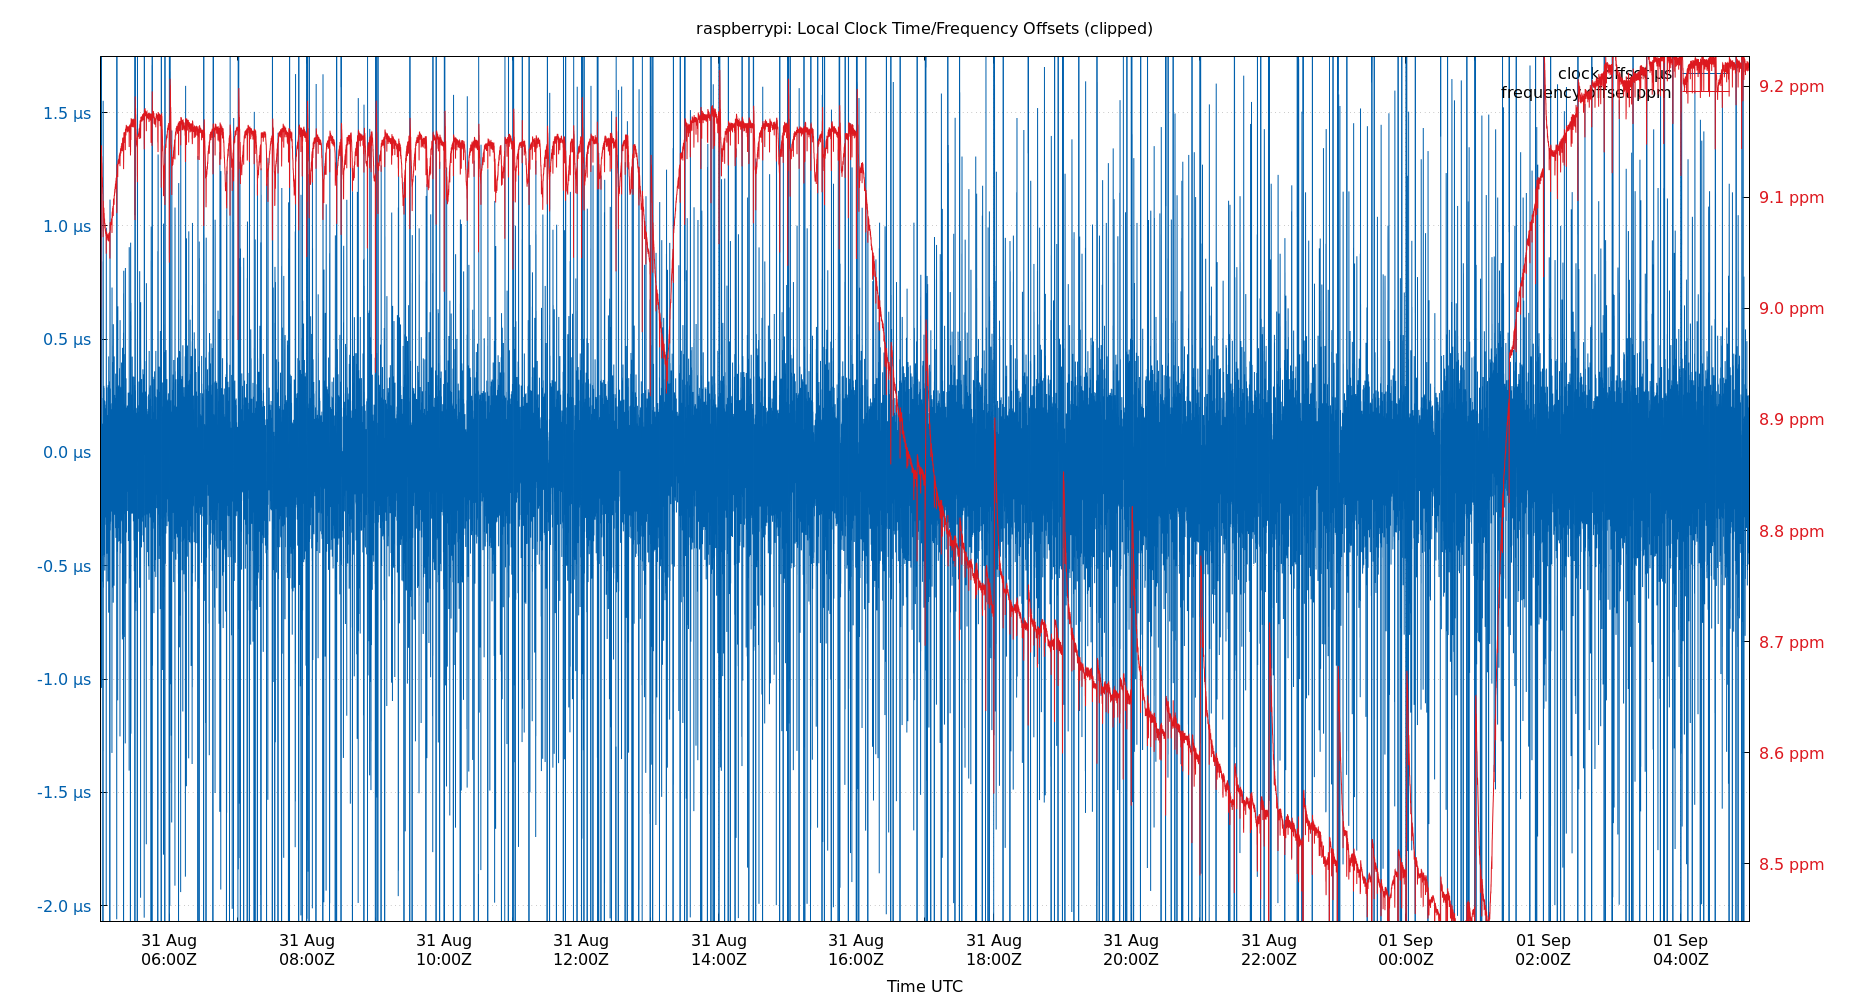 raspberrypi: Local Clock Time/Frequency Offsets (clipped)
clock offset µs
frequency offset ppm
1.5 µs
1.0 µs
0.5 µs
0.0 µs
-0.5 µs
-1.0 µs
-1.5 µs
-2.0 µs
9.2 ppm
9.1 ppm
9.0 ppm
8.9 ppm
8.8 ppm
8.7 ppm
8.6 ppm
8.5 ppm
31 Aug 31 Aug 31 Aug 31 Aug 31 Aug 31 Aug 31 Aug 31 Aug 31 Aug 01 Sep 01 Sep 01 Sep
06:00Z 08:00Z 10:00Z 12:00Z 14:00Z 16:00Z 18:00Z 20:00Z 22:00Z 00:00Z 02:00Z 04:00Z
Time UTC